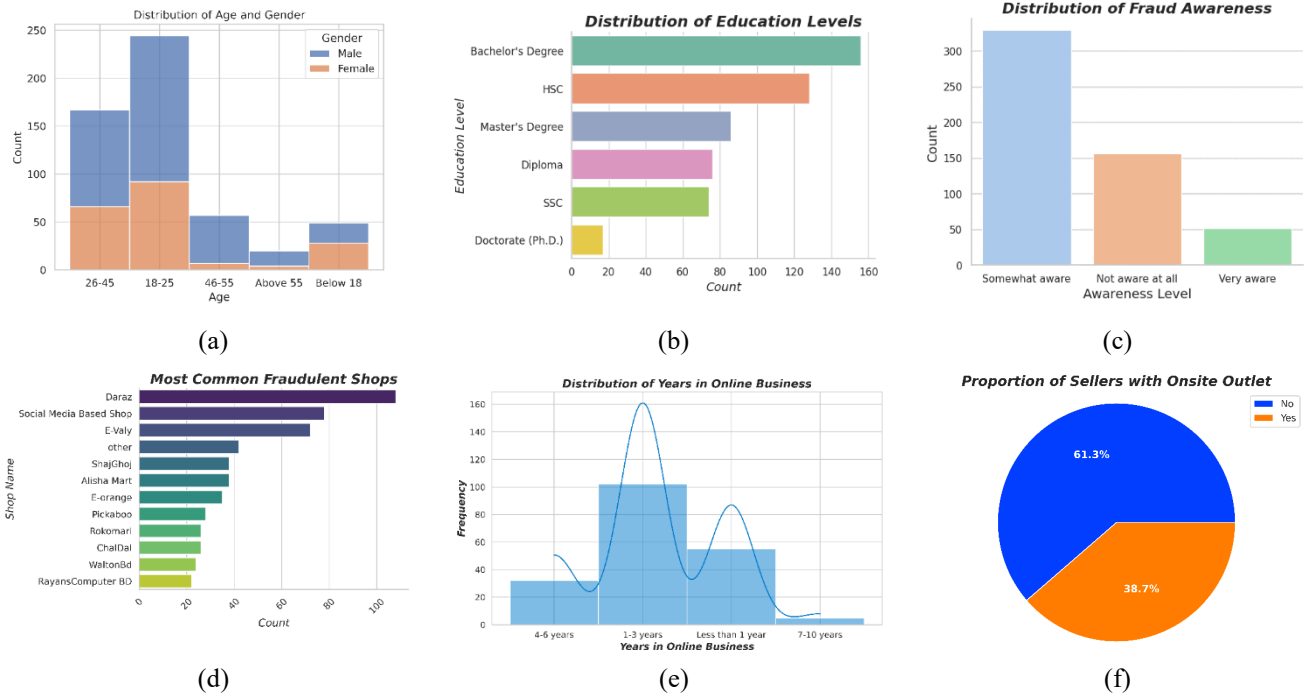 Distribution of Age and Gender
250
200
150
100
50
0
Count
Gender
Male
Female
26-45
18-25
46-55
Above 55
Below 18
Age
(a)
Distribution of Education Levels
Education Level
Bachelor's Degree
HSC
Master's Degree
Diploma
SSC
Doctorate (Ph.D.)
0 20 40 60 80 100 120 140 160
Count
(b)
Distribution of Fraud Awareness
300
250
200
150
100
50
0
Count
Somewhat aware
Not aware at all
Very aware
Awareness Level
(c)
Most Common Fraudulent Shops
Shop Name
Daraz
Social Media Based Shop
E-Valy
other
ShajGhoj
Alisha Mart
E-orange
Pickaboo
Rokomari
ChalDal
WaltonBd
RayansComputer BD
0 20 40 60 80 100
Count
(d)
Distribution of Years in Online Business
160
140
120
100
80
60
40
20
0
Frequency
4-6 years
1-3 years
Less than 1 year
7-10 years
Years in Online Business
(e)
Proportion of Sellers with Onsite Outlet
No
Yes
61.3%
38.7%
(f)